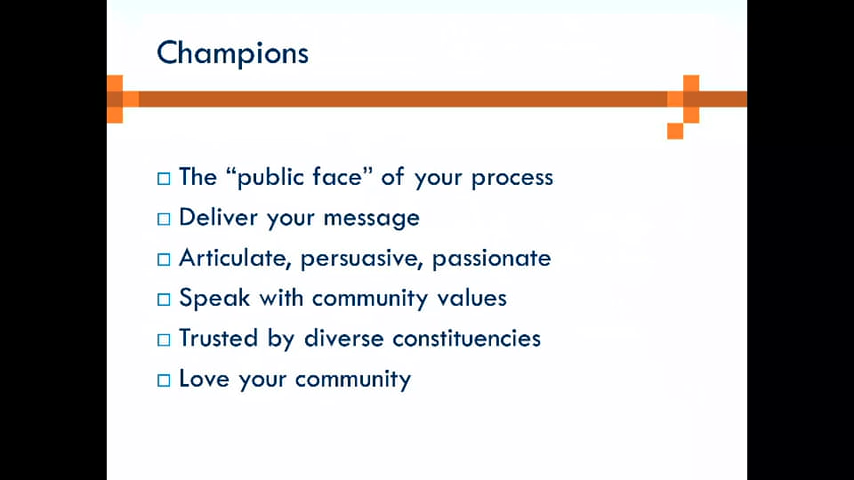 Champions
The “public face” of your process
Deliver your message
Articulate, persuasive, passionate
Speak with community values
Trusted by diverse constituencies
Love your community